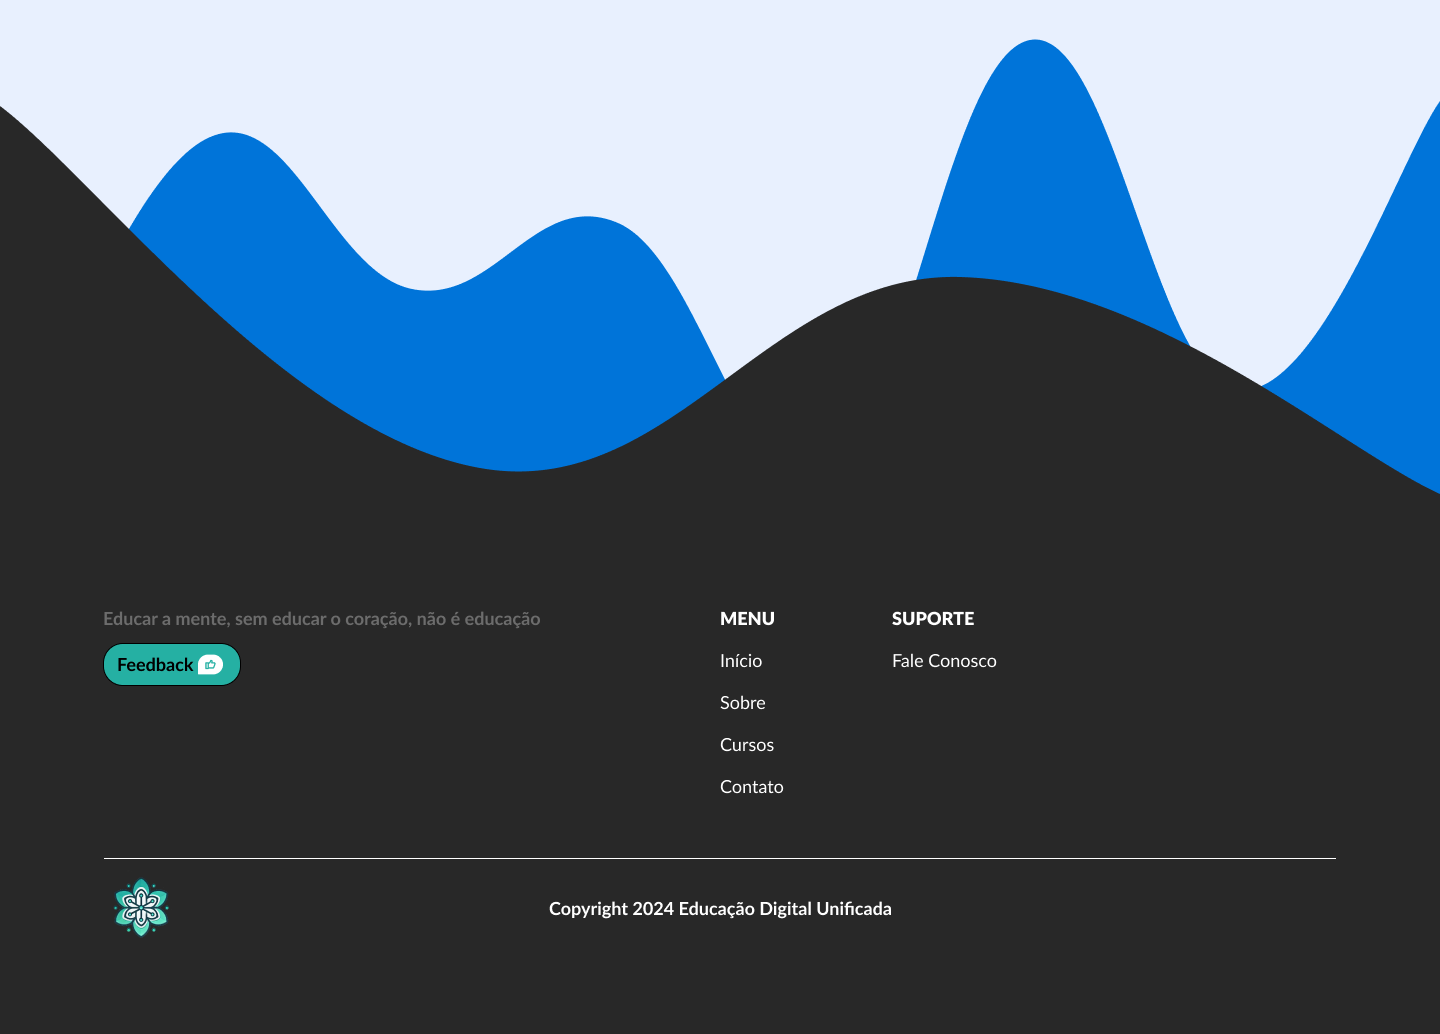 Educar a mente, sem educar o coração, não é educação
Feedback
MENU
Início
Sobre
Cursos
Contato
SUPORTE
Fale Conosco
Copyright 2024 Educação Digital Unificada